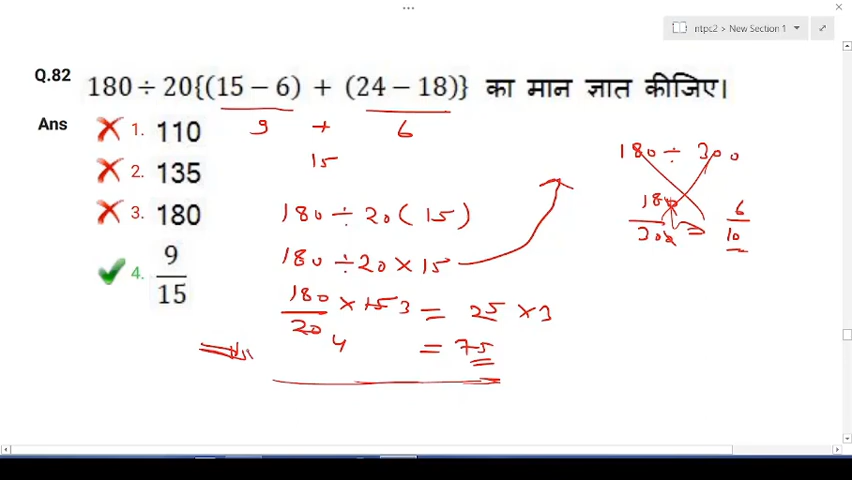 ntpc2 > New Section 1
Q.82 180 ÷ 20{(15 − 6) + (24 − 18)} का मान ज्ञात कीजिए।
9 + 6
15
Ans 1. 110
2. 135
3. 180
4. 9/15
180 ÷ 20(15)
180 ÷ 20 × 15
180/20 × 15 3 = 25 × 3
4
= 75
180 ÷ 300
180/300
6/10